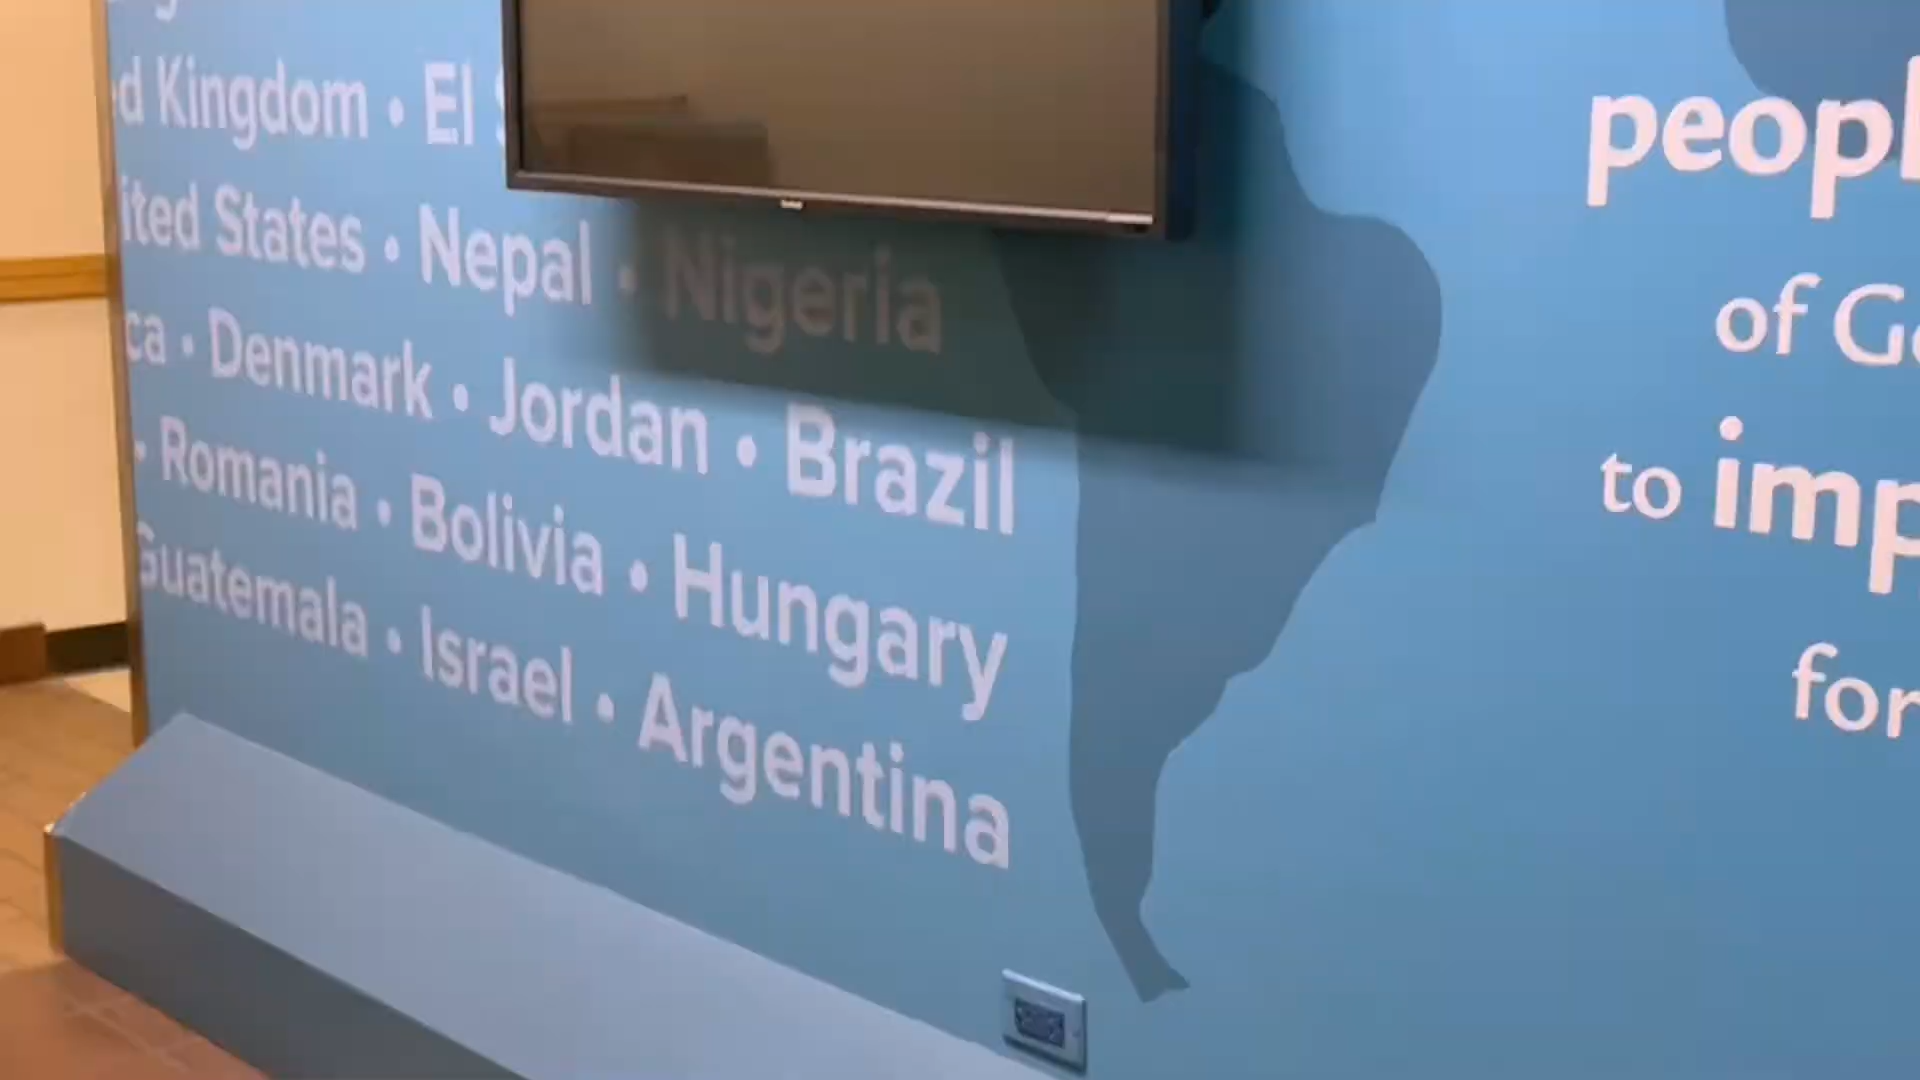 d Kingdom • El
ited States • Nepal • Nigeria
ca • Denmark • Jordan • Brazil
• Romania • Bolivia • Hungary
Guatemala • Israel • Argentina
peopl
of G
to imp
for